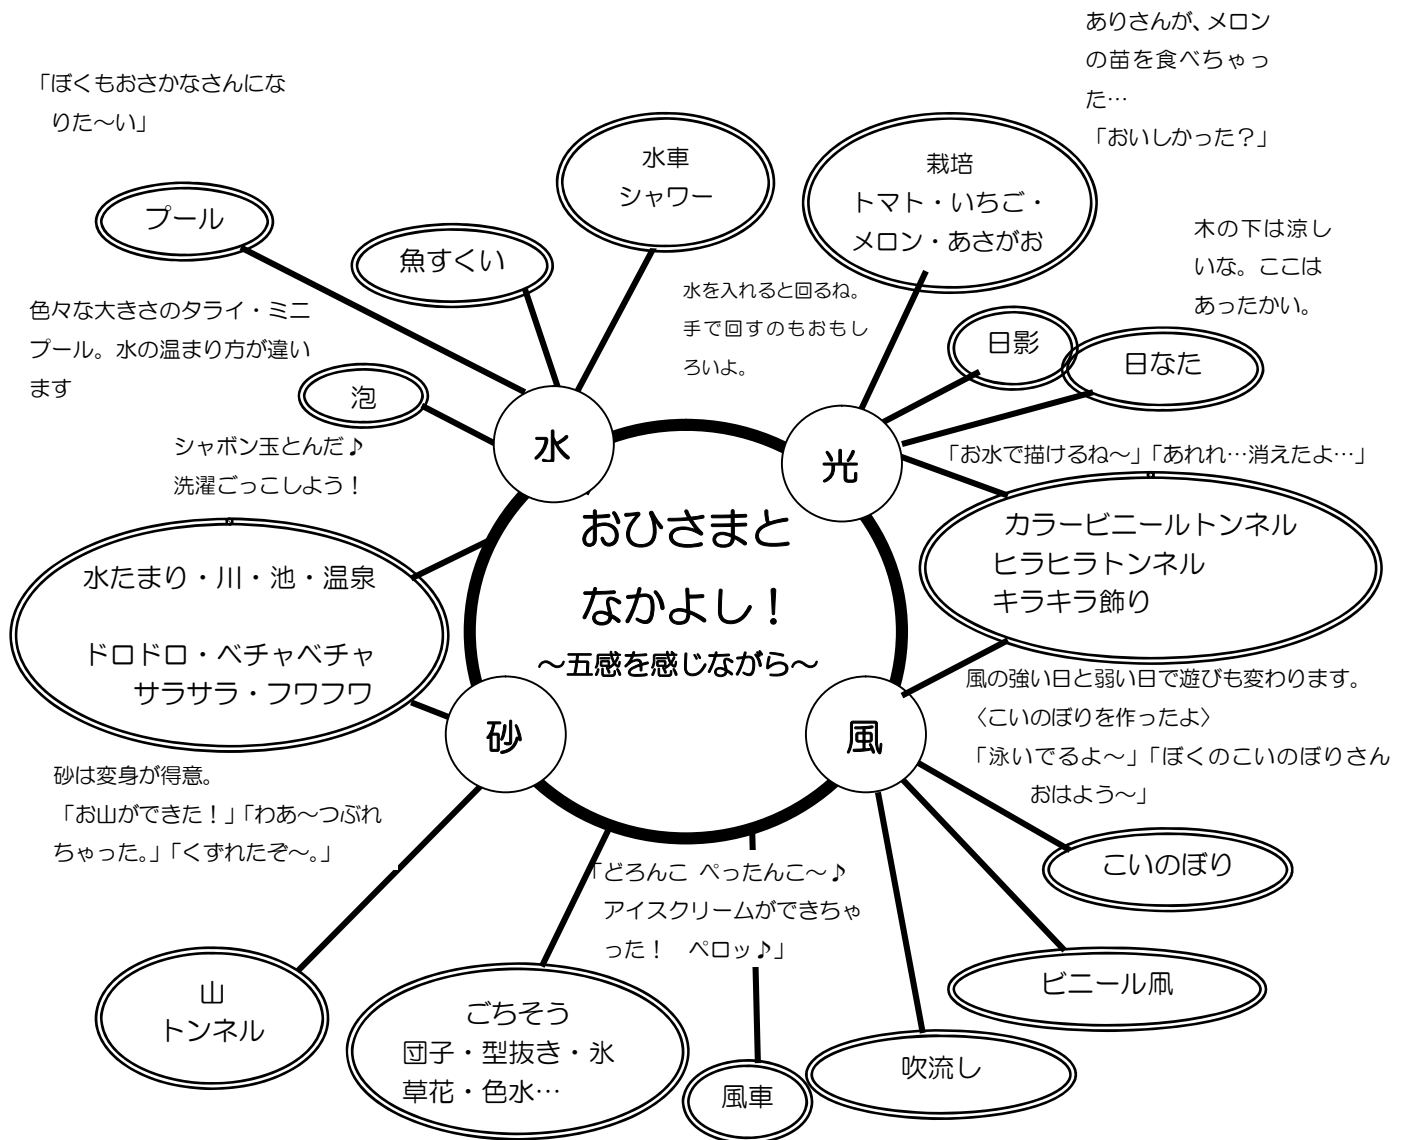 ありさんが、メロン
の苗を食べちゃっ
た…
「おいしかった？」
「ぼくもおさかなさんにな
りた～い」
水車
シャワー
栽培
トマト・いちご・
メロン・あさがお
プール
魚すくい
木の下は涼し
いな。ここは
あったかい。
色々な大きさのタライ・ミニ
プール。水の温まり方が違い
ます
水を入れると回るね。
手で回すのもおもし
ろいよ。
日影
日なた
泡
シャボン玉とんだ♪
洗濯ごっこしよう！
水
光
「お水で描けるね～」「あれれ…消えたよ…」
おひさまと
なかよし！
～五感を感じながら～
カラービニールトンネル
ヒラヒラトンネル
キラキラ飾り
水たまり・川・池・温泉
ドロドロ・ベチャベチャ
サラサラ・フワフワ
砂
風
風の強い日と弱い日で遊びも変わります。
〈こいのぼりを作ったよ〉
「泳いでるよ～」「ぼくのこいのぼりさん
おはよう～」
砂は変身が得意。
「お山ができた！」「わあ～つぶれ
ちゃった。」「くずれたぞ～。」
「どろんこ ぺったんこ～♪
アイスクリームができちゃ
った！　ペロッ♪」
こいのぼり
ビニール凧
山
トンネル
ごちそう
団子・型抜き・氷
草花・色水…
風車
吹流し